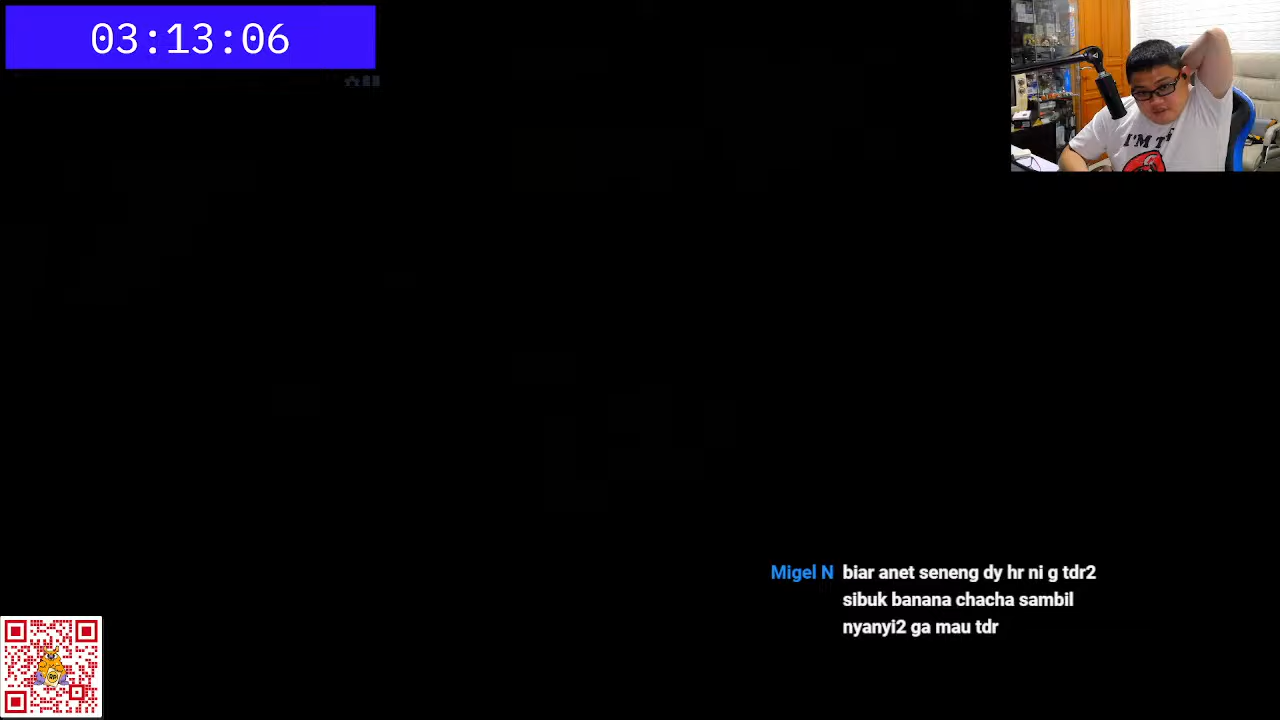 03:13:06
I'M T
Migel N biar anet seneng dy hr ni g tdr2
sibuk banana chacha sambil
nyanyi2 ga mau tdr